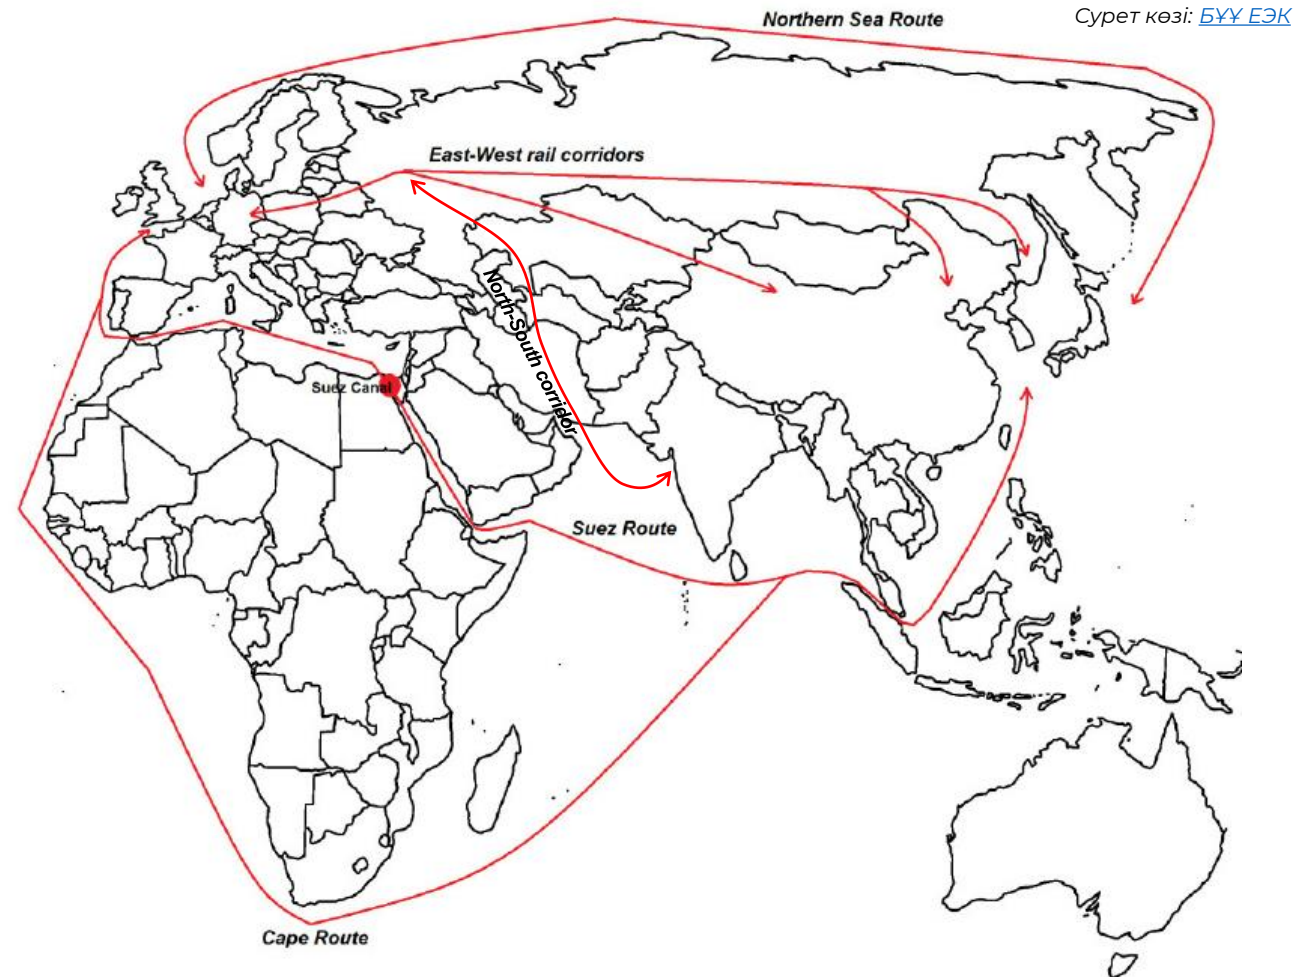 Northern Sea Route
Сурет көзі: БҰҰ ЕЭК
East-West rail corridors
North-South corridor
Suez Canal
Suez Route
Cape Route